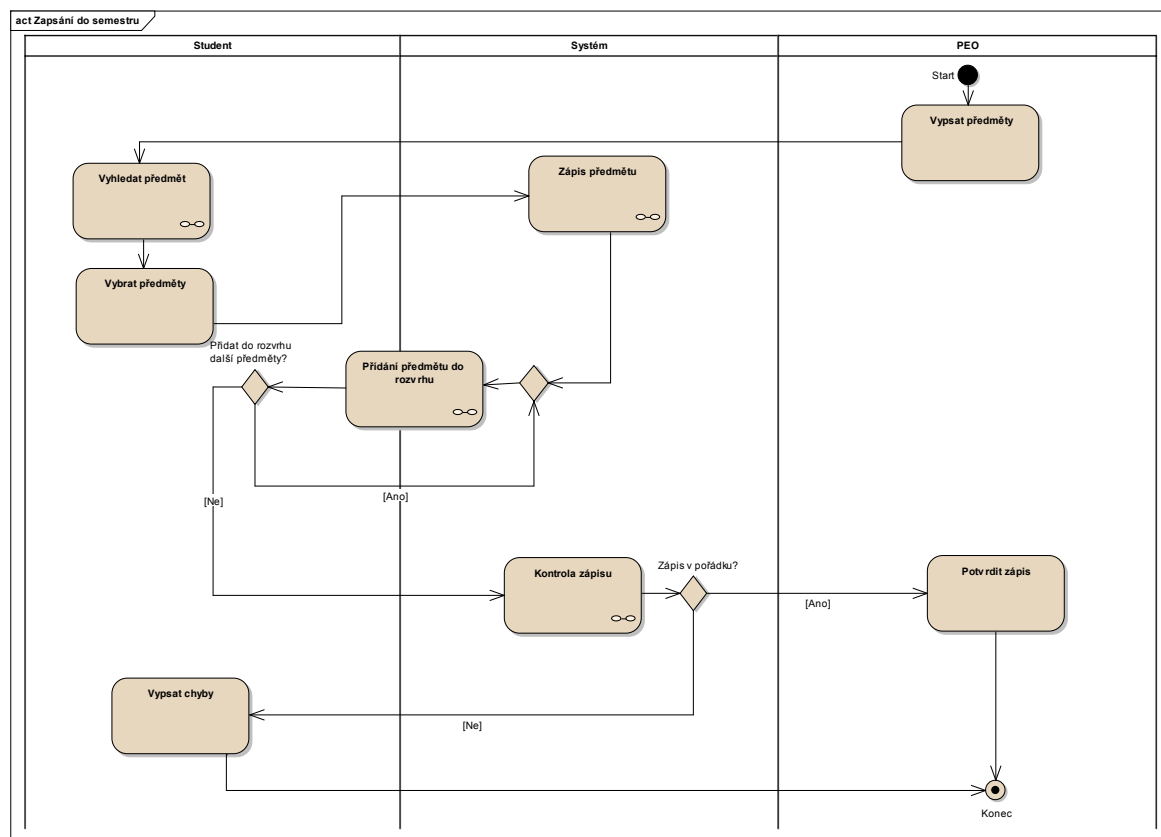 act Zapsání do semestru
Student
Systém
PEO
Start
Vypsat předměty
Vyhledat předmět
Zápis předmětu
Vybrat předměty
Přidat do rozvrhu
další předměty?
Přídání předmětu do
rozvrhu
[Ne]
[Ano]
Kontrola zápisu
Zápis v pořádku?
[Ano]
Potvrdit zápis
Vypsat chyby
[Ne]
Konec